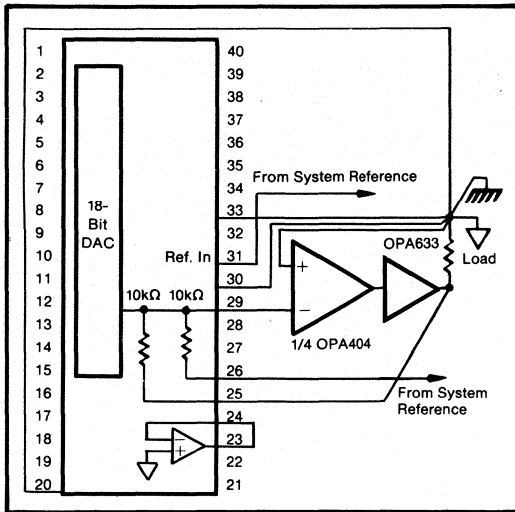 1 40
2 39
3 38
4 37
5 36
6 35
From System Reference
7 34
18-
Bit
DAC
8 33
9 32
OPA633
10 Ref. In 31
Load
11 30
10kΩ 10kΩ
12 29
+
−
13 28
1/4 OPA404
14 27
15 26
From System
Reference
16 25
17 24
18 23
−
+
19 22
20 21